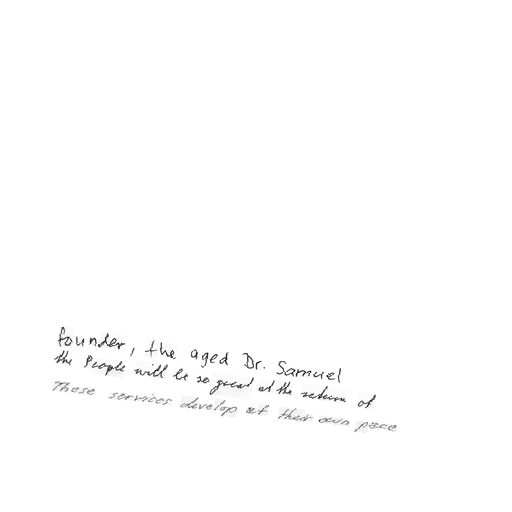 founder, the aged Dr. Samuel
the People will be so great at the return of
These services develop at their own pace